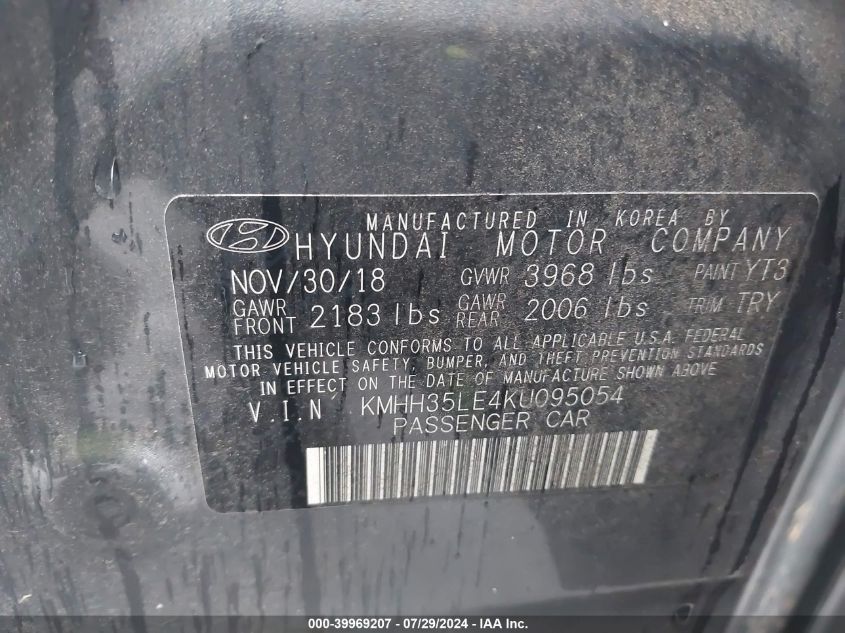 MANUFACTURED IN KOREA BY
HYUNDAI MOTOR COMPANY
NOV/30/18 GVWR 3968 lbs PAINT YT3
GAWR FRONT 2183 lbs GAWR REAR 2006 lbs TRIM TRY
THIS VEHICLE CONFORMS TO ALL APPLICABLE U.S.A. FEDERAL
MOTOR-VEHICLE SAFETY, BUMPER, AND THEFT PREVENTION STANDARDS
IN EFFECT ON THE DATE OF MANUFACTURE SHOWN ABOVE
V.I.N KMHH35LE4KU095054
PASSENGER CAR
000-39969207 - 07/29/2024 - IAA Inc.